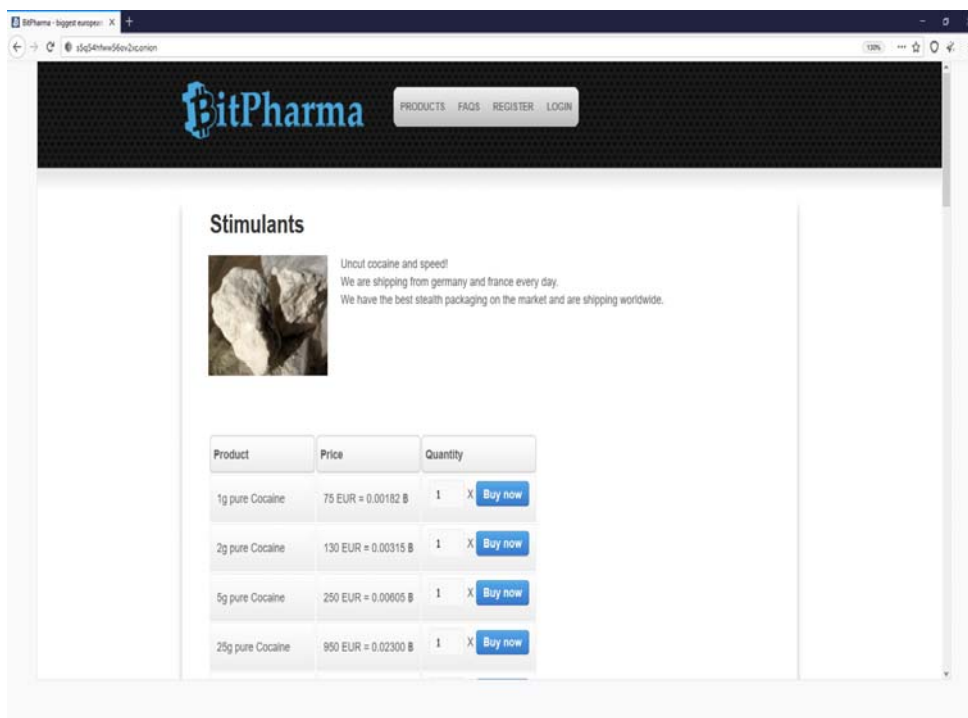 BitPharma - biggest european
BitPharma
PRODUCTS FAQS REGISTER LOGIN
Stimulants
Uncut cocaine and speed!
We are shipping from germany and france every day.
We have the best stealth packaging on the market and are shipping worldwide.
Product Price Quantity
1g pure Cocaine 75 EUR = 0.00182 ฿ 1 X Buy now
2g pure Cocaine 130 EUR = 0.00315 ฿ 1 X Buy now
5g pure Cocaine 250 EUR = 0.00605 ฿ 1 X Buy now
25g pure Cocaine 950 EUR = 0.02300 ฿ 1 X Buy now